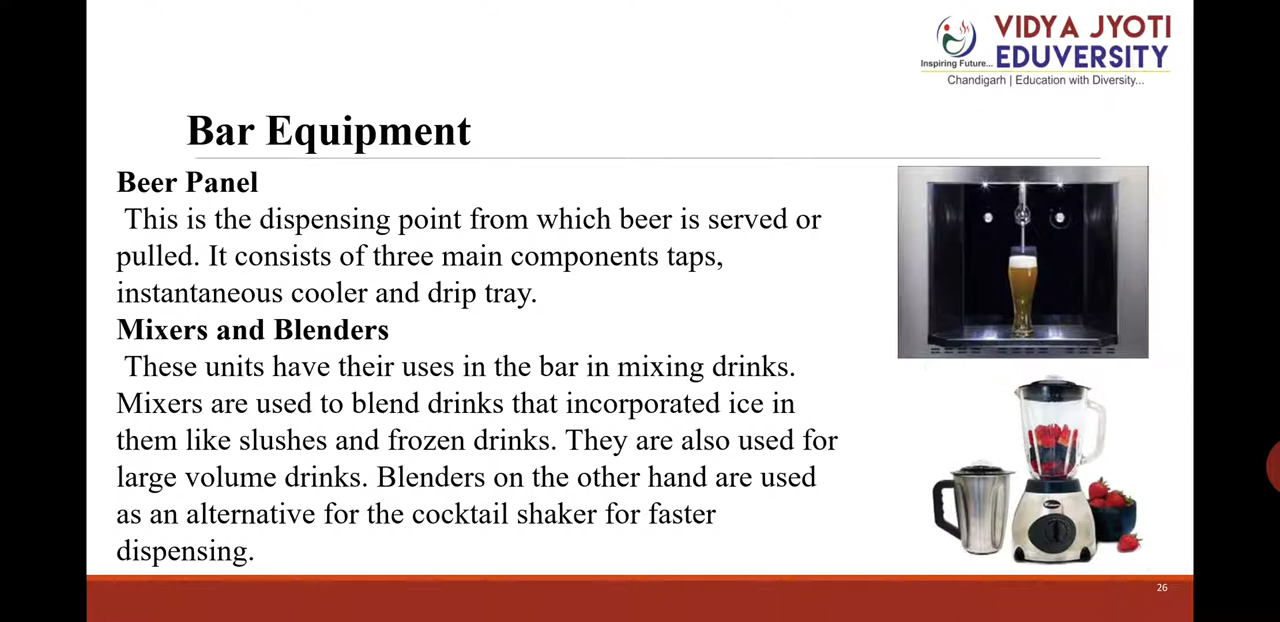 VIDYA JYOTI
EDUVERSITY
Inspiring Future...
Chandigarh | Education with Diversity...
Bar Equipment
Beer Panel
This is the dispensing point from which beer is served or
pulled. It consists of three main components taps,
instantaneous cooler and drip tray.
Mixers and Blenders
These units have their uses in the bar in mixing drinks.
Mixers are used to blend drinks that incorporated ice in
them like slushes and frozen drinks. They are also used for
large volume drinks. Blenders on the other hand are used
as an alternative for the cocktail shaker for faster
dispensing.
26